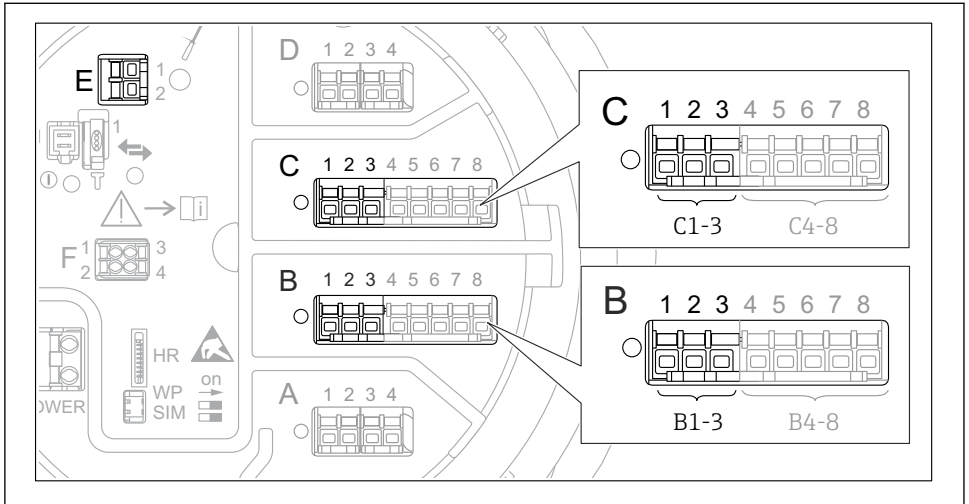 D 1 2 3 4
E 1
2
1
C 1 2 3 4 5 6 7 8
C 1 2 3 4 5 6 7 8
C1-3 C4-8
i
F 1 3
2 4
B 1 2 3 4 5 6 7 8
B 1 2 3 4 5 6 7 8
B1-3 B4-8
HR
WP on
SIM
OWER
A 1 2 3 4